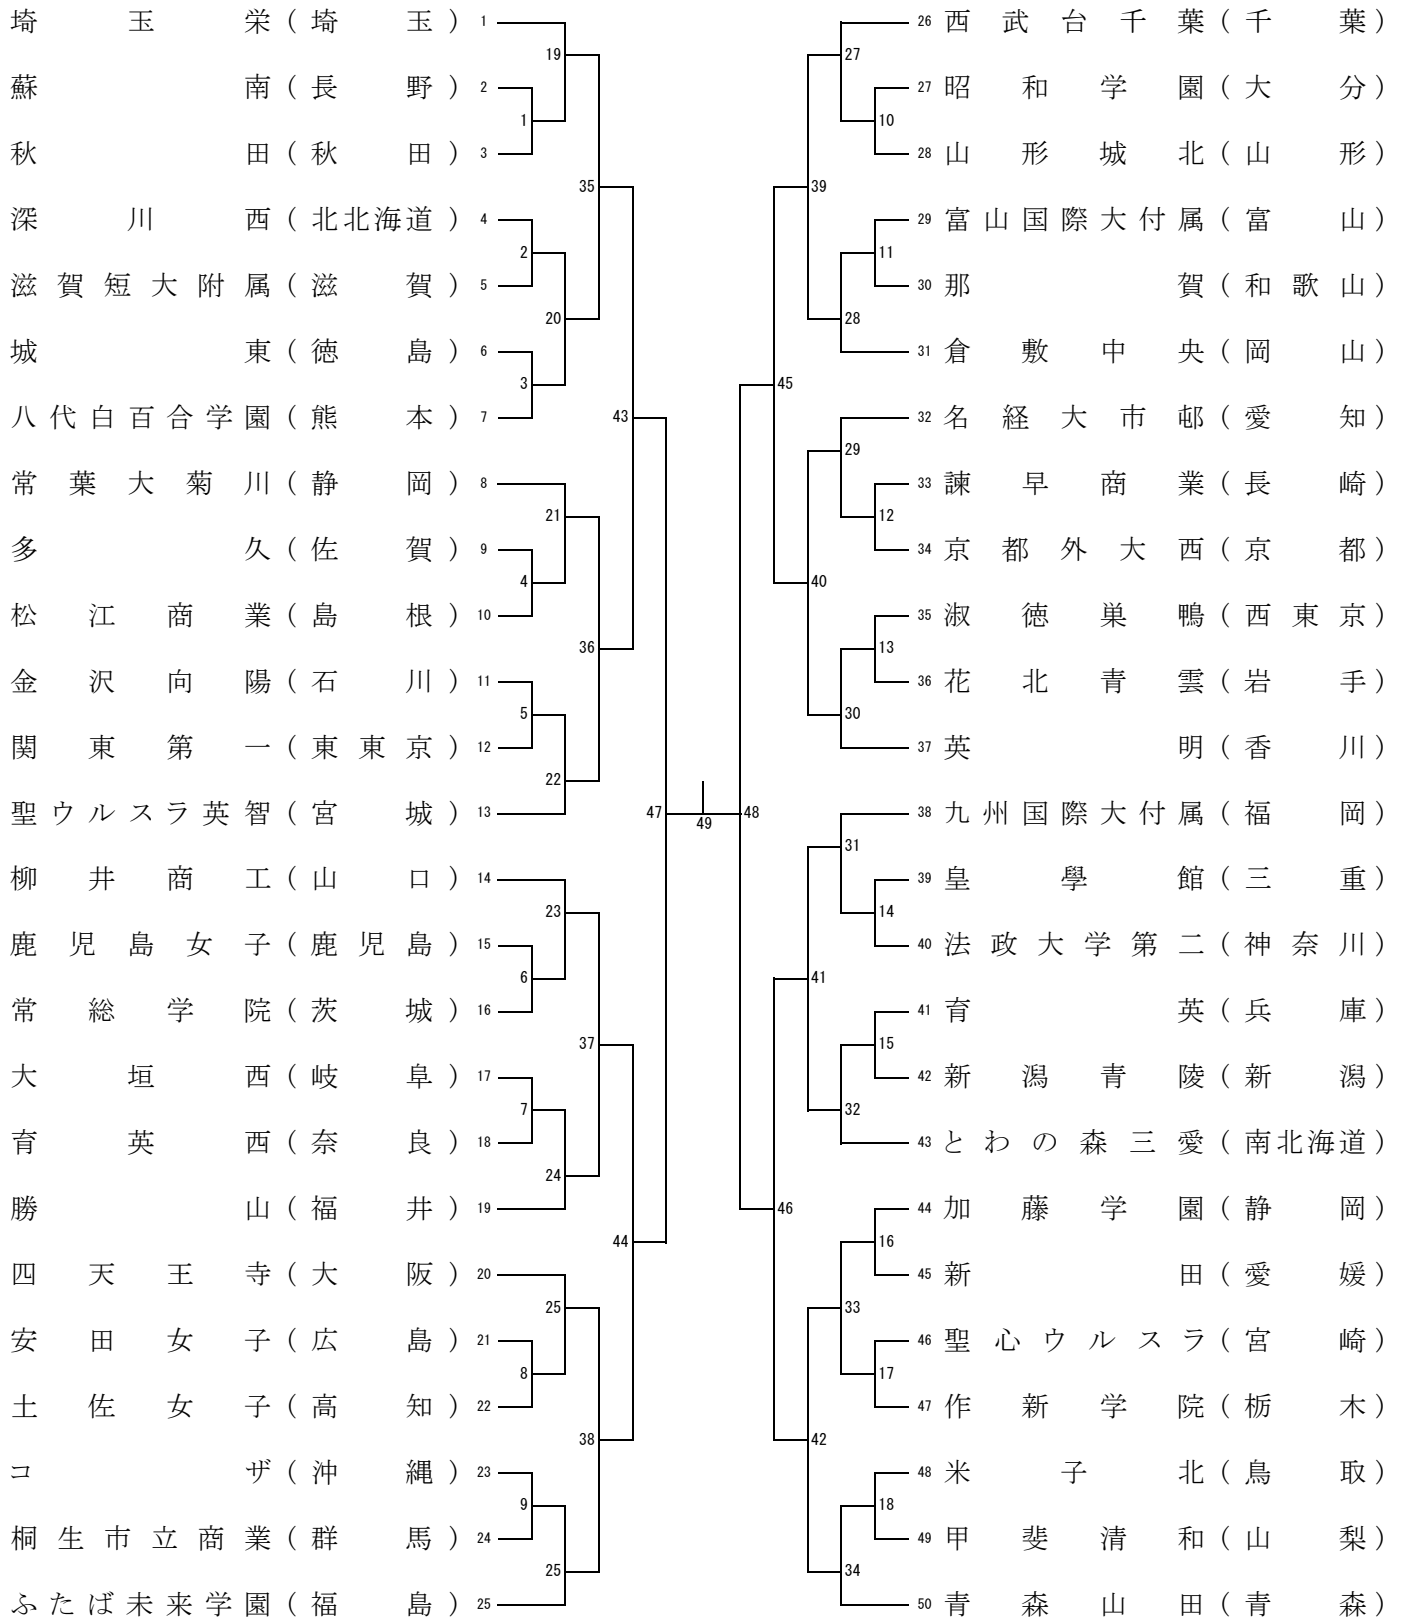 埼玉栄(埼玉) 1
19
蘇南(長野) 2
1
秋田(秋田) 3
35
深川西(北北海道) 4
2
滋賀短大附属(滋賀) 5
20
城東(徳島) 6
3
八代白百合学園(熊本) 7
43
常葉大菊川(静岡) 8
21
多久(佐賀) 9
4
松江商業(島根) 10
36
金沢向陽(石川) 11
5
関東第一(東東京) 12
22
聖ウルスラ英智(宮城) 13
47
柳井商工(山口) 14
23
鹿児島女子(鹿児島) 15
6
常総学院(茨城) 16
37
大垣西(岐阜) 17
7
育英西(奈良) 18
24
勝山(福井) 19
44
四天王寺(大阪) 20
25
安田女子(広島) 21
8
土佐女子(高知) 22
38
コザ(沖縄) 23
9
桐生市立商業(群馬) 24
25
ふたば未来学園(福島) 25
49
26 西武台千葉(千葉)
27
27 昭和学園(大分)
10
28 山形城北(山形)
39
29 富山国際大付属(富山)
11
30 那賀(和歌山)
28
31 倉敷中央(岡山)
45
32 名経大市邨(愛知)
29
33 諫早商業(長崎)
12
34 京都外大西(京都)
40
35 淑徳巣鴨(西東京)
13
36 花北青雲(岩手)
30
37 英明(香川)
48
38 九州国際大付属(福岡)
31
39 皇學館(三重)
14
40 法政大学第二(神奈川)
41
41 育英(兵庫)
15
42 新潟青陵(新潟)
32
43 とわの森三愛(南北海道)
46
44 加藤学園(静岡)
16
45 新田(愛媛)
33
46 聖心ウルスラ(宮崎)
17
47 作新学院(栃木)
42
48 米子北(鳥取)
18
49 甲斐清和(山梨)
34
50 青森山田(青森)